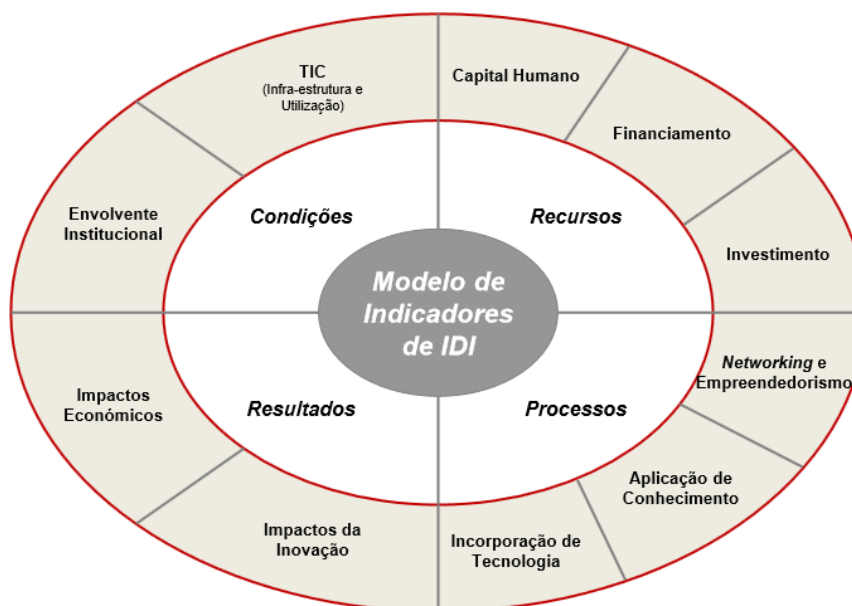 TIC
(Infra-estrutura e
Utilização)
Capital Humano
Financiamento
Envolvente
Institucional
Condições
Recursos
Investimento
Modelo de
Indicadores
de IDI
Networking e
Empreendedorismo
Impactos
Económicos
Resultados
Processos
Aplicação de
Conhecimento
Impactos da
Inovação
Incorporação de
Tecnologia